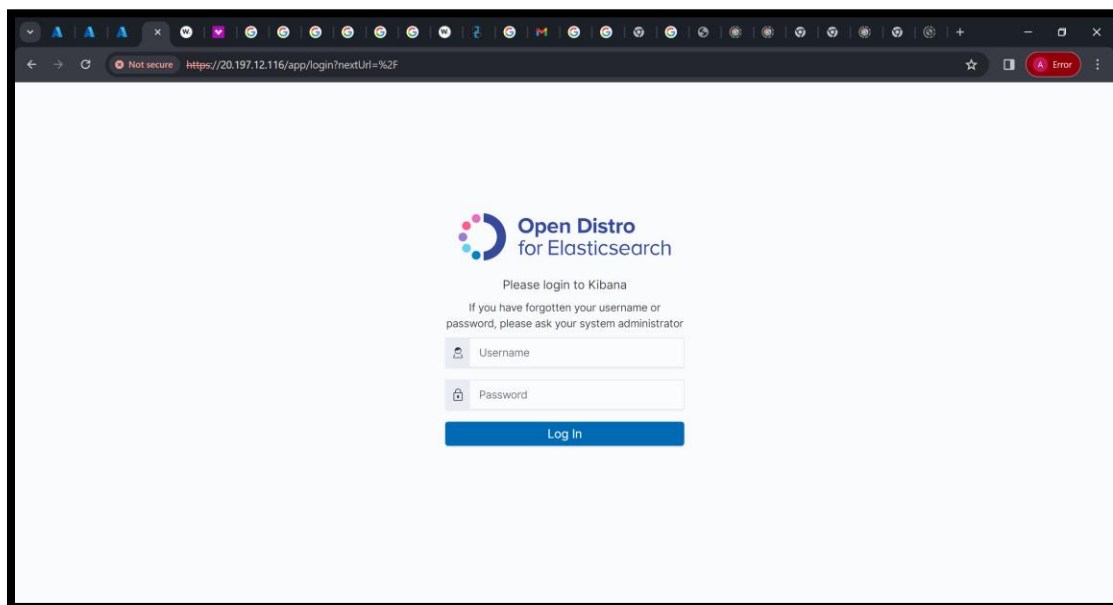 Not secure https://20.197.12.116/app/login?nextUrl=%2F
A Error
Open Distro
for Elasticsearch
Please login to Kibana
If you have forgotten your username or
password, please ask your system administrator
Username
Password
Log In